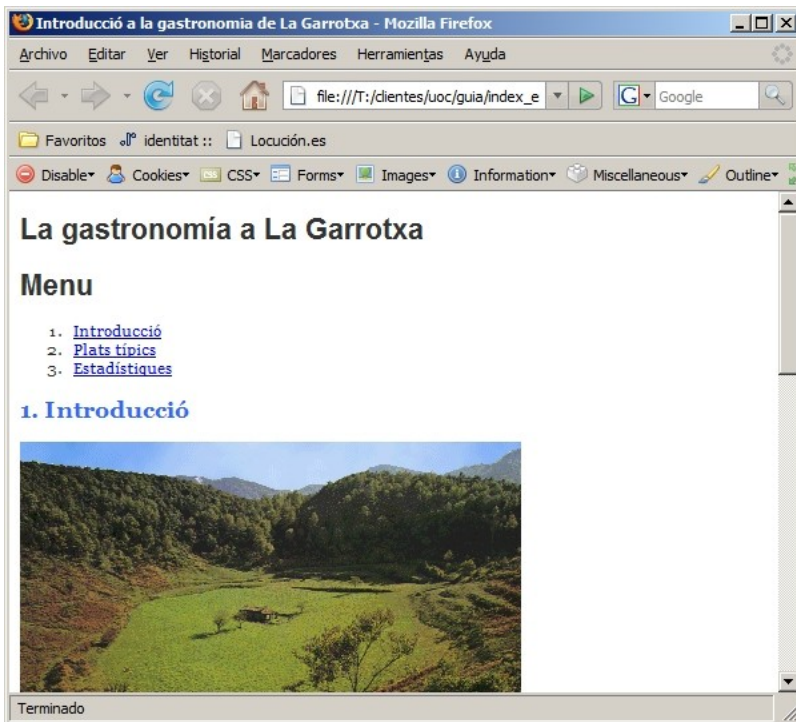 Introducció a la gastronomia de La Garrotxa - Mozilla Firefox
Archivo Editar Ver Historial Marcadores Herramientas Ayuda
file:///T:/clientes/uoc/guia/index_e G Google
Favoritos identitat :: Locución.es
Disable Cookies CSS Forms Images Information Miscellaneous Outline
La gastronomía a La Garrotxa
Menu
1. Introducció
2. Plats típics
3. Estadístiques
1. Introducció
Terminado